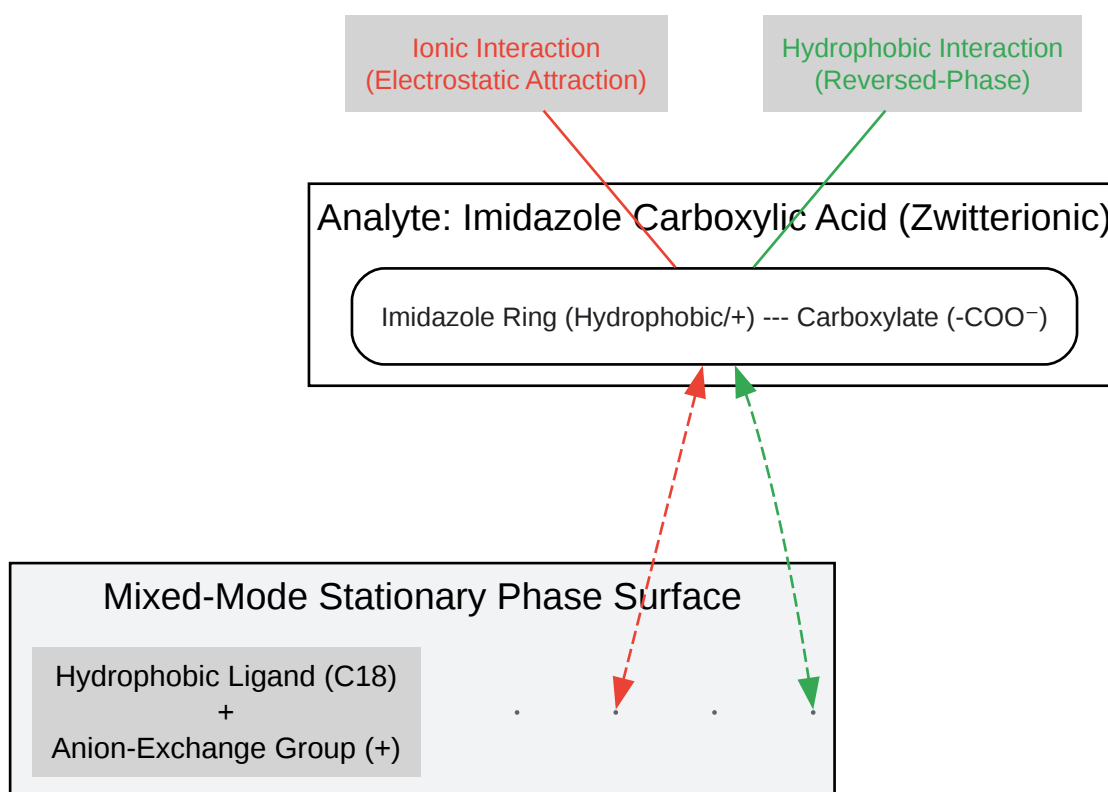 Ionic Interaction
(Electrostatic Attraction)
Hydrophobic Interaction
(Reversed-Phase)
Analyte: Imidazole Carboxylic Acid (Zwitterionic)
Imidazole Ring (Hydrophobic/+) --- Carboxylate (-COO⁻)
Mixed-Mode Stationary Phase Surface
Hydrophobic Ligand (C18)
+
Anion-Exchange Group (+)